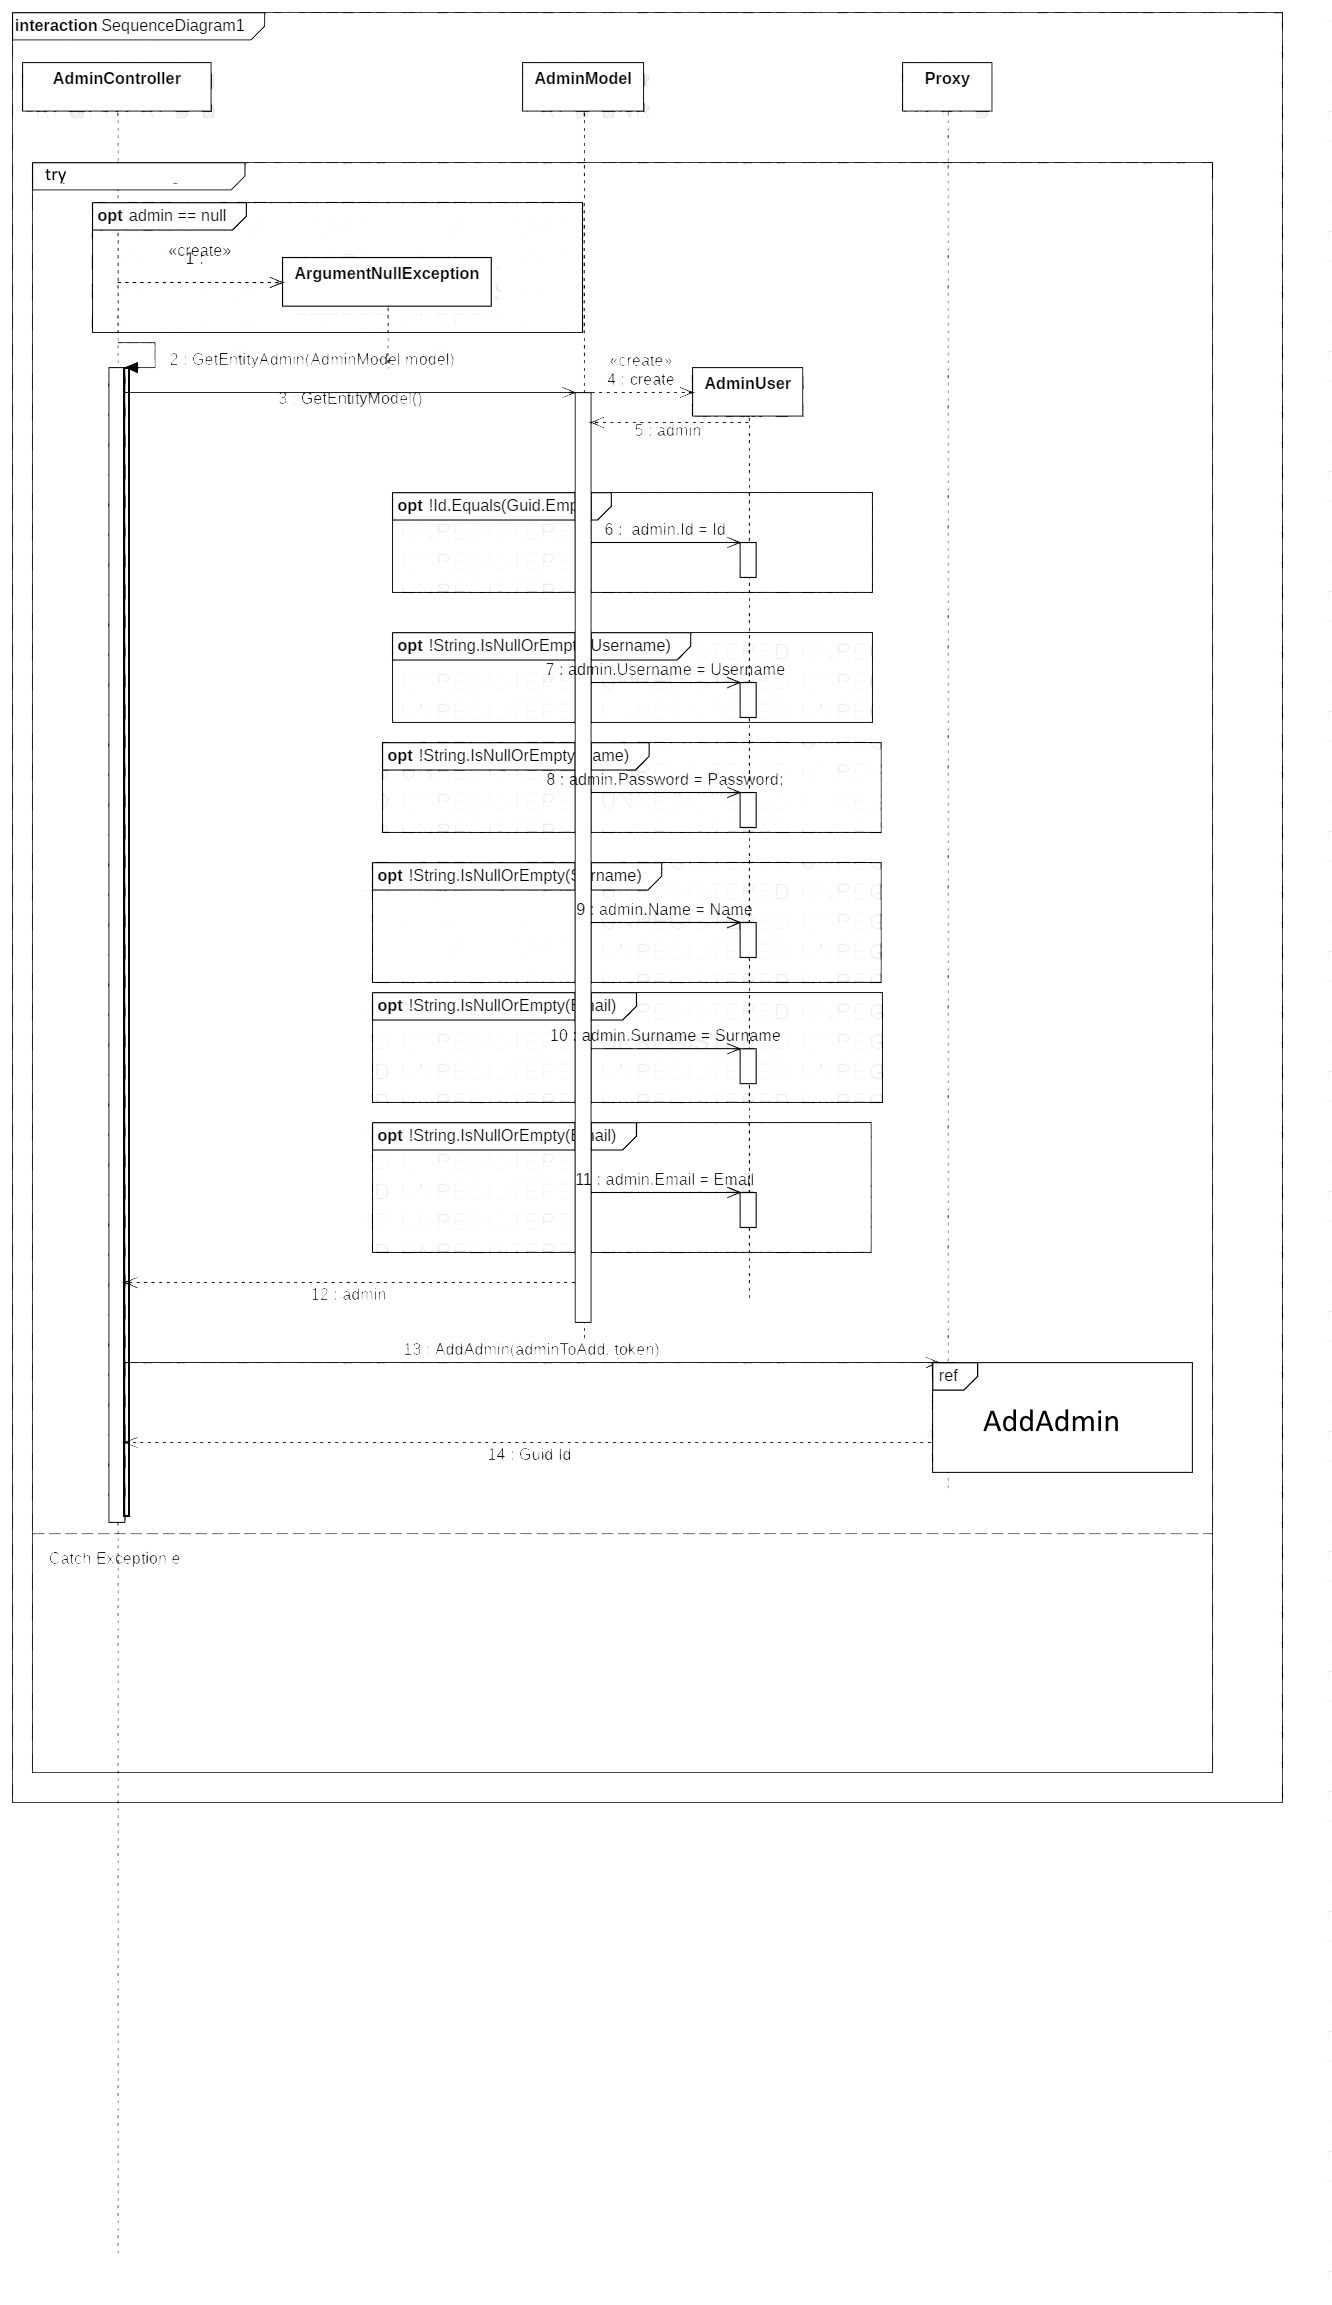 interaction SequenceDiagram1
AdminController
AdminModel
Proxy
try
opt admin == null
«create»
1 :
ArgumentNullException
2 : GetEntityAdmin(AdminModel model)
«create»
4 : create
AdminUser
3 : GetEntityModel()
5 : admin
opt !Id.Equals(Guid.Emp
6 : admin.Id = Id
opt !String.IsNullOrEmpt Username)
7 : admin.Username = Username
opt !String.IsNullOrEmpty ame)
8 : admin.Password = Password;
opt !String.IsNullOrEmpty(S rname)
9 : admin.Name = Name
opt !String.IsNullOrEmpty(E ail)
10 : admin.Surname = Surname
opt !String.IsNullOrEmpty(E ail)
11 : admin.Email = Email
12 : admin
13 : AddAdmin(adminToAdd, token)
ref
AddAdmin
14 : Guid Id
Catch Exception e